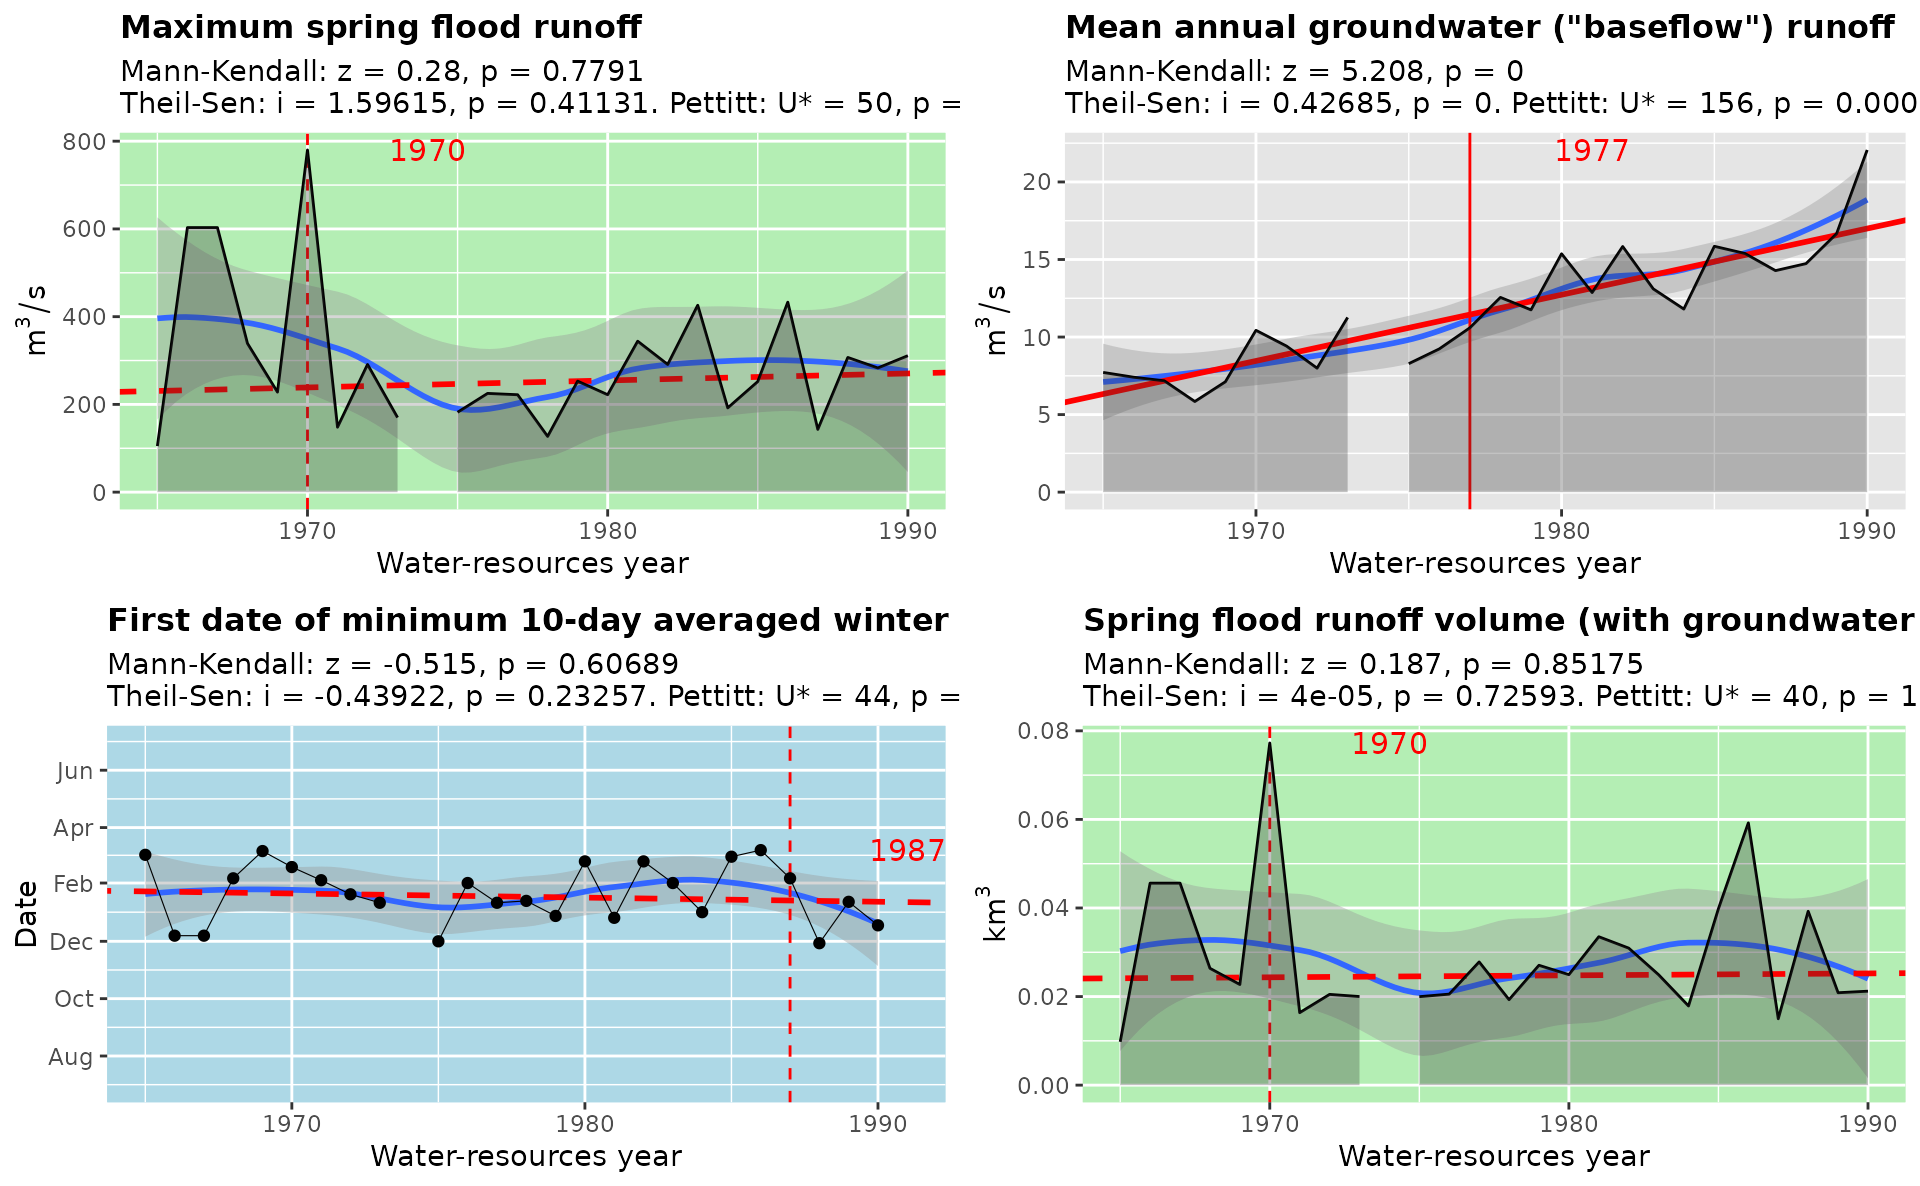 Maximum spring flood runoff
Mann-Kendall: z = 0.28, p = 0.7791
Theil-Sen: i = 1.59615, p = 0.41131. Pettitt: U* = 50, p =
800
600
400
200
0
m³/s
1970
1970
1980
1990
Water-resources year
Mean annual groundwater ("baseflow") runoff
Mann-Kendall: z = 5.208, p = 0
Theil-Sen: i = 0.42685, p = 0. Pettitt: U* = 156, p = 0.000
20
15
10
5
0
m³/s
1977
1970
1980
1990
Water-resources year
First date of minimum 10-day averaged winter
Mann-Kendall: z = -0.515, p = 0.60689
Theil-Sen: i = -0.43922, p = 0.23257. Pettitt: U* = 44, p =
Jun
Apr
Feb
Dec
Oct
Aug
Date
1987
1970
1980
1990
Water-resources year
Spring flood runoff volume (with groundwater
Mann-Kendall: z = 0.187, p = 0.85175
Theil-Sen: i = 4e-05, p = 0.72593. Pettitt: U* = 40, p = 1
0.08
0.06
0.04
0.02
0.00
km³
1970
1970
1980
1990
Water-resources year